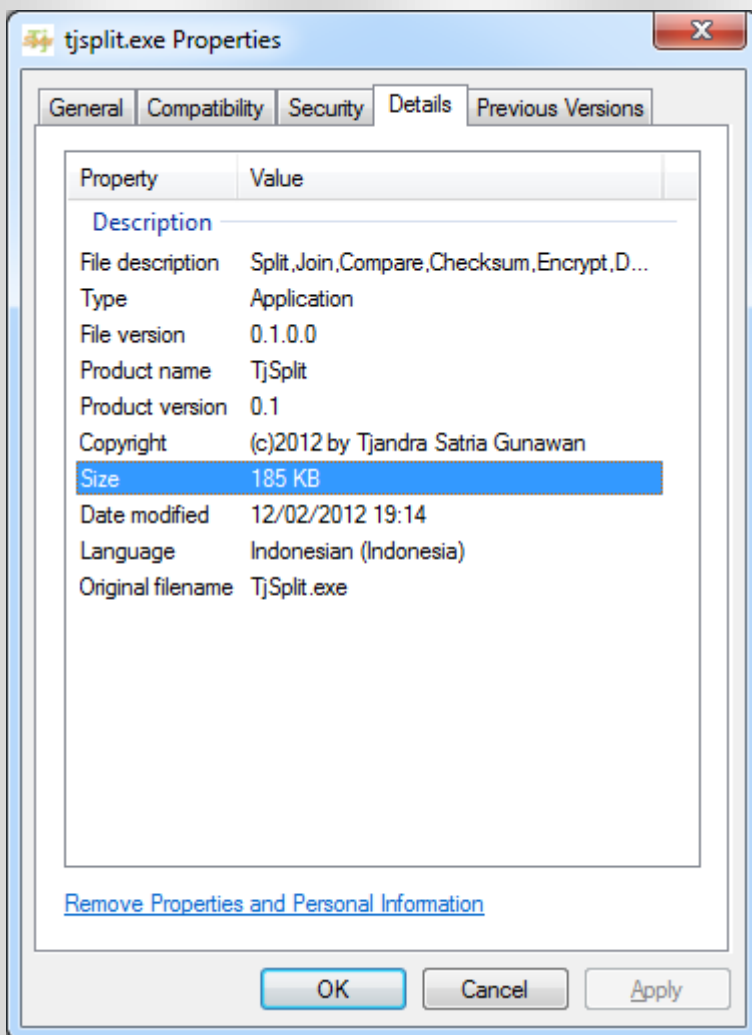 tjsplit.exe Properties
General Compatibility Security Details Previous Versions
Property Value
Description
File description Split,Join,Compare,Checksum,Encrypt,D...
Type Application
File version 0.1.0.0
Product name TjSplit
Product version 0.1
Copyright (c)2012 by Tjandra Satria Gunawan
Size 185 KB
Date modified 12/02/2012 19:14
Language Indonesian (Indonesia)
Original filename TjSplit.exe
Remove Properties and Personal Information
OK Cancel Apply